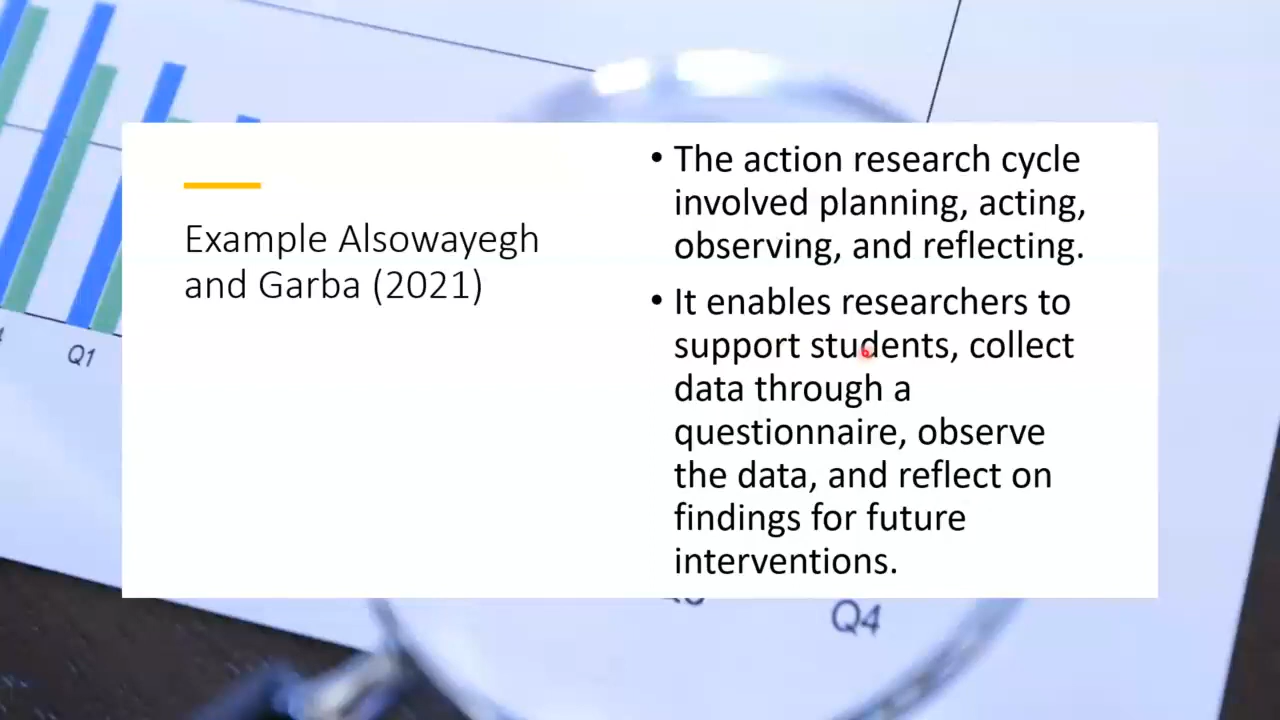 Example Alsowayegh
and Garba (2021)
• The action research cycle
involved planning, acting,
observing, and reflecting.
• It enables researchers to
support students, collect
data through a
questionnaire, observe
the data, and reflect on
findings for future
interventions.
Q1
Q4